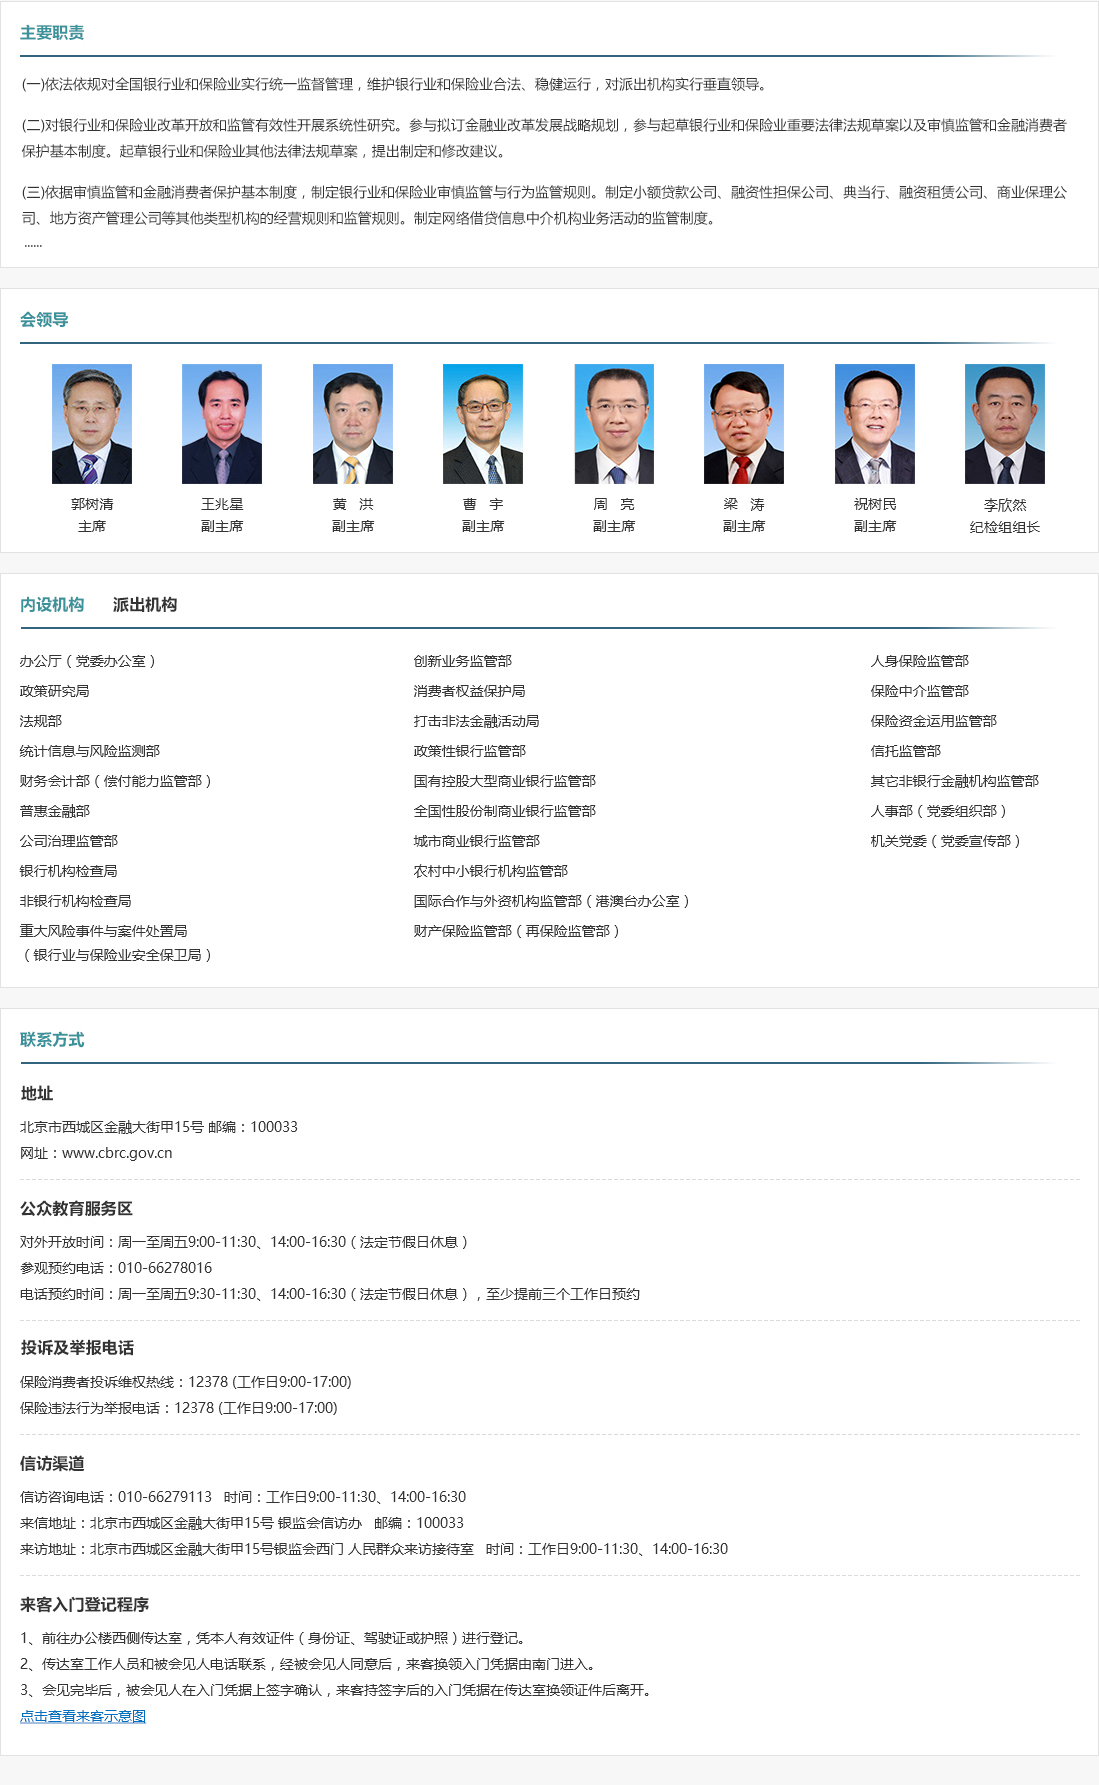 主要职责
(一)依法依规对全国银行业和保险业实行统一监督管理，维护银行业和保险业合法、稳健运行，对派出机构实行垂直领导。
(二)对银行业和保险业改革开放和监管有效性开展系统性研究。参与拟订金融业改革发展战略规划，参与起草银行业和保险业重要法律法规草案以及审慎监管和金融消费者
保护基本制度。起草银行业和保险业其他法律法规草案，提出制定和修改建议。
(三)依据审慎监管和金融消费者保护基本制度，制定银行业和保险业审慎监管与行为监管规则。制定小额贷款公司、融资性担保公司、典当行、融资租赁公司、商业保理公
司、地方资产管理公司等其他类型机构的经营规则和监管规则。制定网络借贷信息中介机构业务活动的监管制度。
......
会领导
郭树清 王兆星 黄 洪 曹 宇 周 亮 梁 涛 祝树民 李欣然
主席 副主席 副主席 副主席 副主席 副主席 副主席 纪检组组长
内设机构 派出机构
办公厅（党委办公室） 创新业务监管部 人身保险监管部
政策研究局 消费者权益保护局 保险中介监管部
法规部 打击非法金融活动局 保险资金运用监管部
统计信息与风险监测部 政策性银行监管部 信托监管部
财务会计部（偿付能力监管部） 国有控股大型商业银行监管部 其它非银行金融机构监管部
普惠金融部 全国性股份制商业银行监管部 人事部（党委组织部）
公司治理监管部 城市商业银行监管部 机关党委（党委宣传部）
银行机构检查局 农村中小银行机构监管部
非银行机构检查局 国际合作与外资机构监管部（港澳台办公室）
重大风险事件与案件处置局 财产保险监管部（再保险监管部）
（银行业与保险业安全保卫局）
联系方式
地址
北京市西城区金融大街甲15号 邮编：100033
网址：www.cbrc.gov.cn
公众教育服务区
对外开放时间：周一至周五9:00-11:30、14:00-16:30（法定节假日休息）
参观预约电话：010-66278016
电话预约时间：周一至周五9:30-11:30、14:00-16:30（法定节假日休息），至少提前三个工作日预约
投诉及举报电话
保险消费者投诉维权热线：12378 (工作日9:00-17:00)
保险违法行为举报电话：12378 (工作日9:00-17:00)
信访渠道
信访咨询电话：010-66279113 时间：工作日9:00-11:30、14:00-16:30
来信地址：北京市西城区金融大街甲15号 银监会信访办 邮编：100033
来访地址：北京市西城区金融大街甲15号银监会西门 人民群众来访接待室 时间：工作日9:00-11:30、14:00-16:30
来客入门登记程序
1、前往办公楼西侧传达室，凭本人有效证件（身份证、驾驶证或护照）进行登记。
2、传达室工作人员和被会见人电话联系，经被会见人同意后，来客换领入门凭据由南门进入。
3、会见完毕后，被会见人在入门凭据上签字确认，来客持签字后的入门凭据在传达室换领证件后离开。
点击查看来客示意图